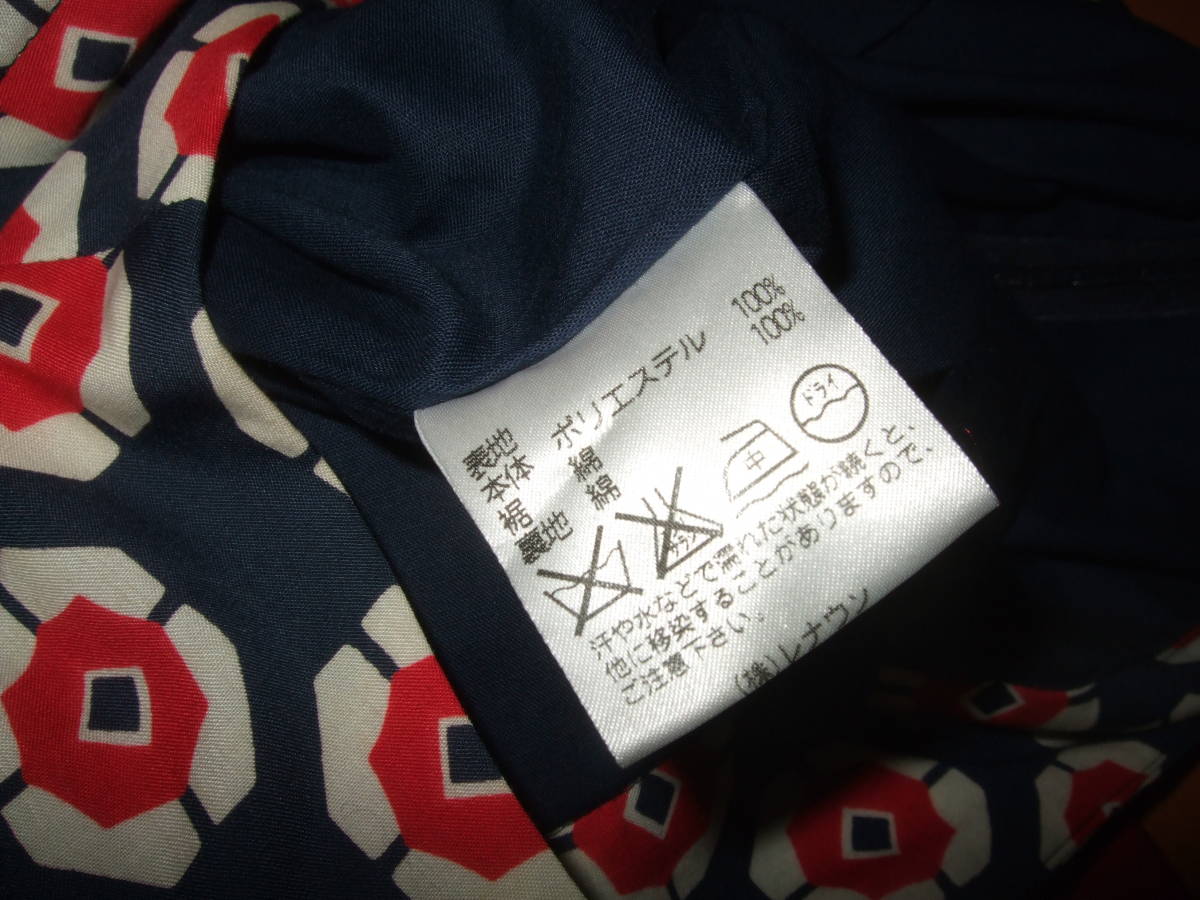 表地
本体 ポリエステル 100%
裾 綿 100%
裏地 綿
サラシ
中
ドライ
汗や水などで濡れた状態が続くと、
他に移染することがありますので、
ご注意下さい。
(株)レナウン